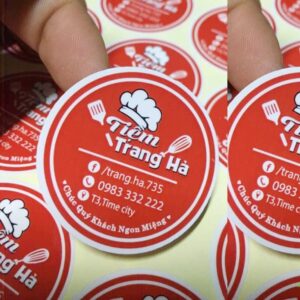 Tiệm
Trang Hà
/trang.ha.735
0983 332 222
T3,Time city
Chúc Quý Khách Ngon Miệng